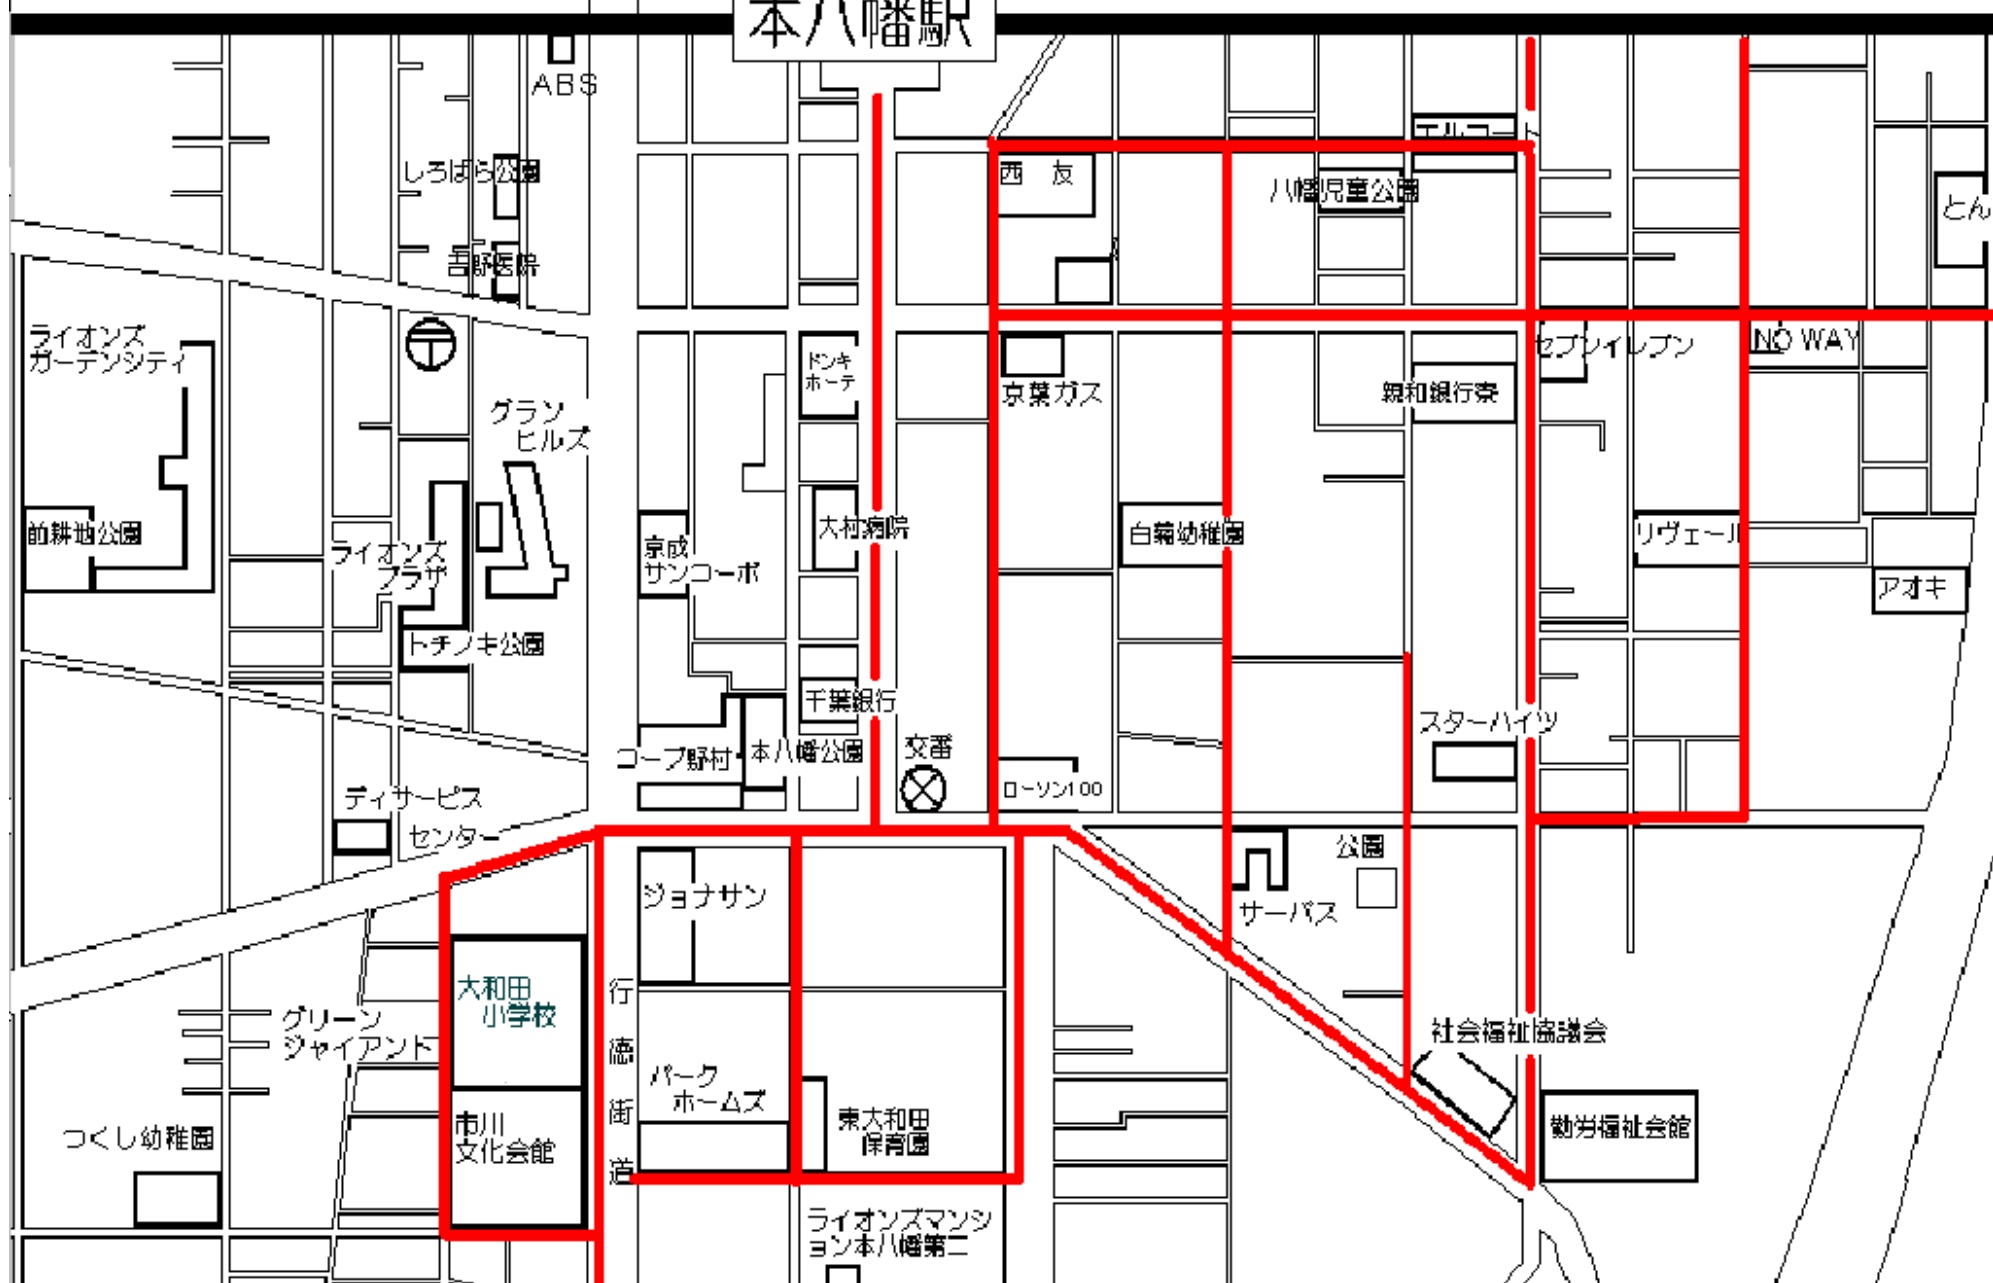 本八幡駅
ABS
エルコート
しろばら公園
西 友
八幡児童公園
とん
吉野医院
ライオンズ
ガーデンシティ
ドンキ
ホーテ
京葉ガス
セブンイレブン
NO WAY
親和銀行寮
グラン
ヒルズ
前耕地公園
ライオンズ
プラザ
京成
サンコーポ
大村病院
白菊幼稚園
リヴェール
アオキ
トチノキ公園
千葉銀行
スターハイツ
コープ野村
本八幡公園
交番
ローソン100
デイサービス
センター
公園
ジョナサン
サーパス
大和田
小学校
行徳街道
グリーン
ジャイアント
社会福祉協議会
パーク
ホームズ
東大和田
保育園
市川
文化会館
つくし幼稚園
勤労福祉会館
ライオンズマンシ
ョン本八幡第二